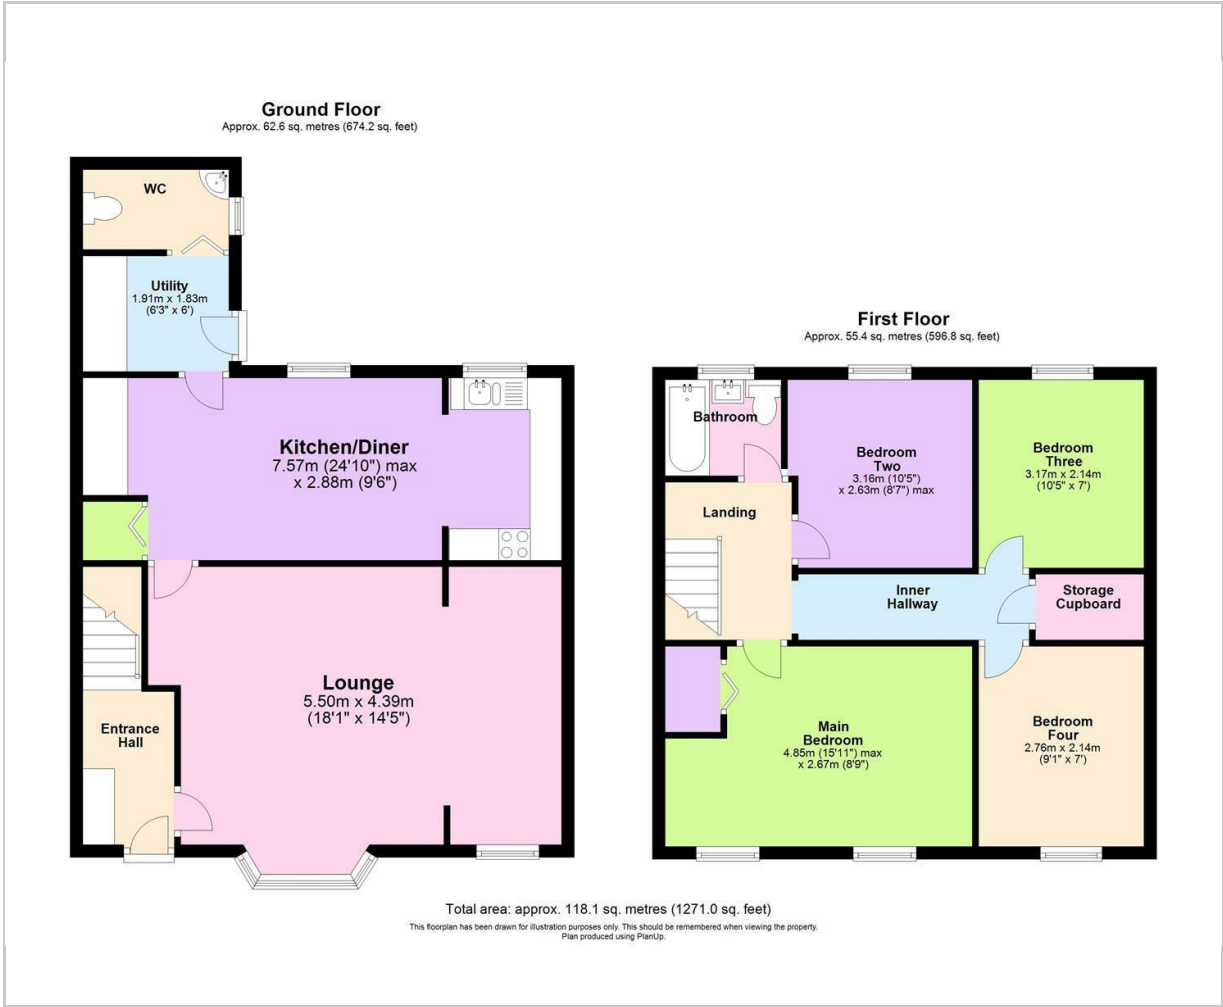 Ground Floor
Approx. 62.6 sq. metres (674.2 sq. feet)
WC
Utility
1.91m x 1.83m
(6'3" x 6')
Kitchen/Diner
7.57m (24'10") max
x 2.88m (9'6")
Lounge
5.50m x 4.39m
(18'1" x 14'5")
Entrance
Hall
First Floor
Approx. 55.4 sq. metres (596.8 sq. feet)
Bathroom
Bedroom
Two
3.16m (10'5")
x 2.63m (8'7") max
Bedroom
Three
3.17m x 2.14m
(10'5" x 7')
Landing
Inner
Hallway
Storage
Cupboard
Main
Bedroom
4.85m (15'11") max
x 2.67m (8'9")
Bedroom
Four
2.76m x 2.14m
(9'1" x 7')
Total area: approx. 118.1 sq. metres (1271.0 sq. feet)
This floorplan has been drawn for illustration purposes only. This should be remembered when viewing the property.
Plan produced using PlanUp.